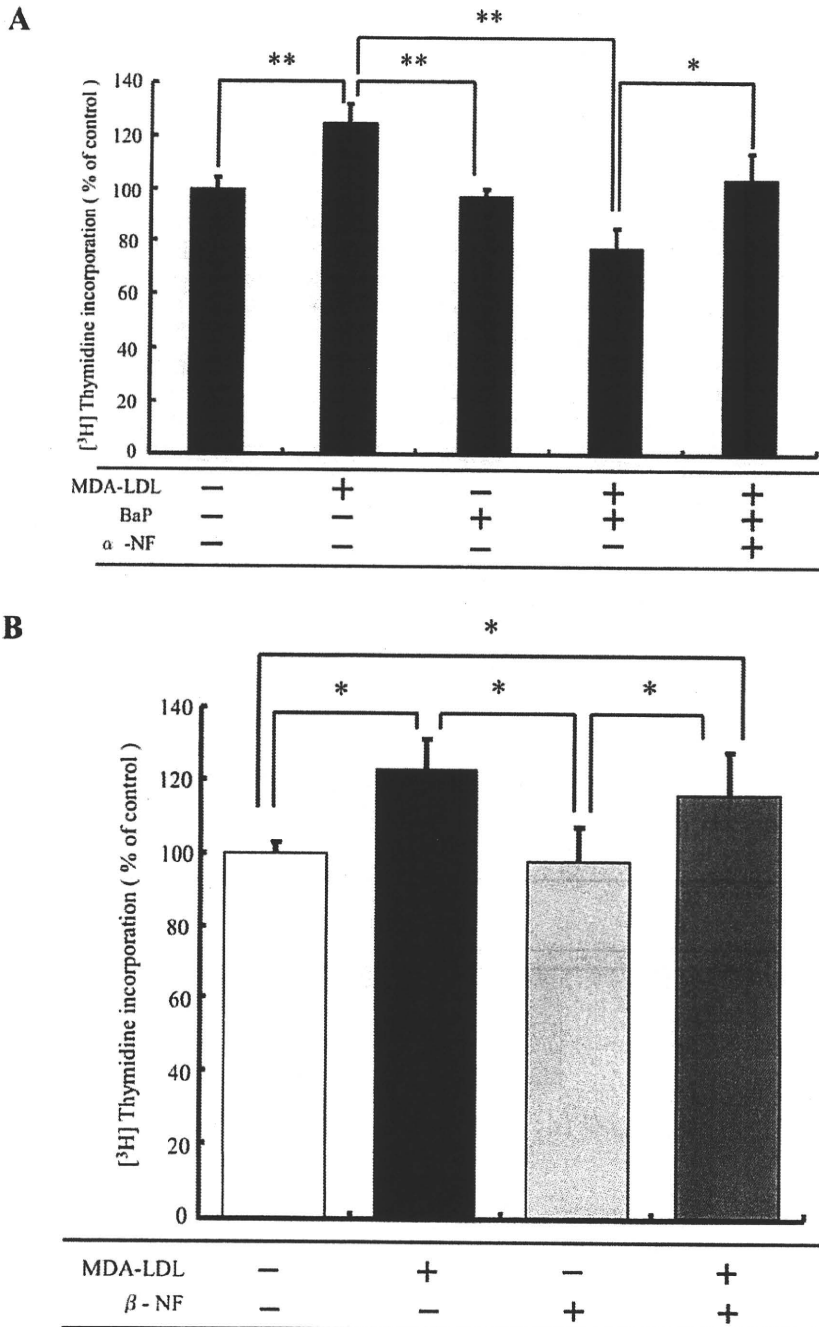 A
**
** ** *
140
120
100
80
60
40
20
0
[³H] Thymidine incorporation ( % of control )
MDA-LDL − + − + +
BaP − − + + +
α -NF − − − − +
B
*
* * *
140
120
100
80
60
40
20
0
[³H] Thymidine incorporation ( % of control )
MDA-LDL − + − +
β - NF − − + +